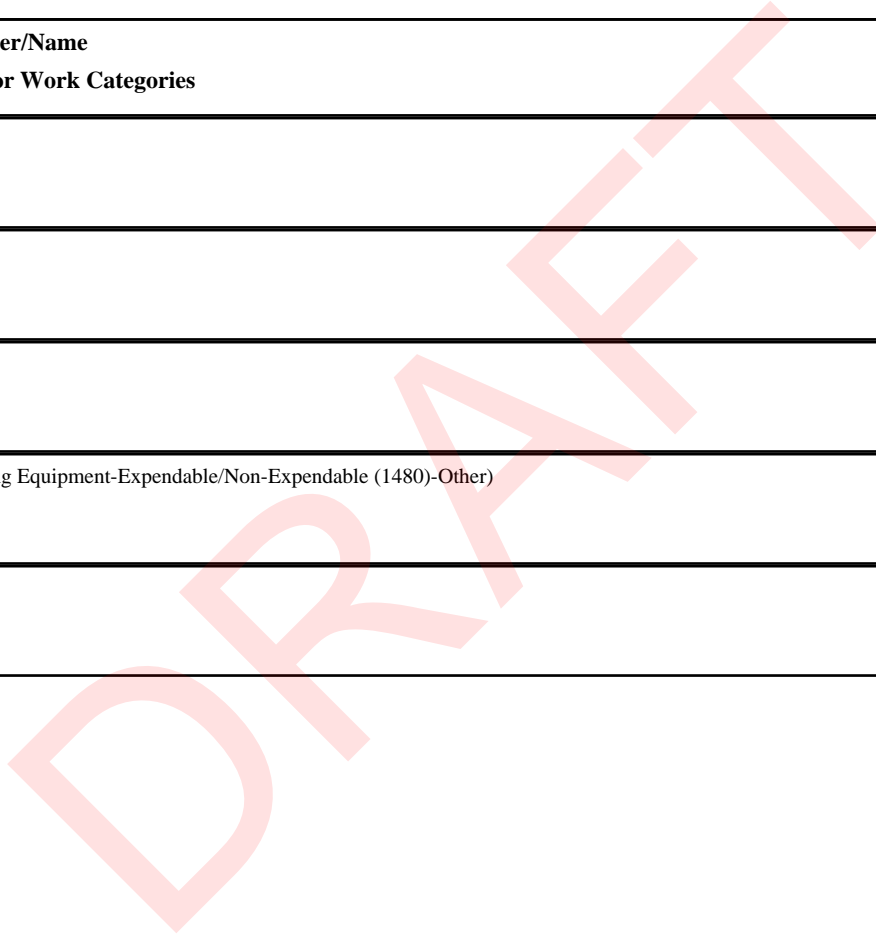 er/Name
or Work Categories
g Equipment-Expendable/Non-Expendable (1480)-Other)
DRAFT